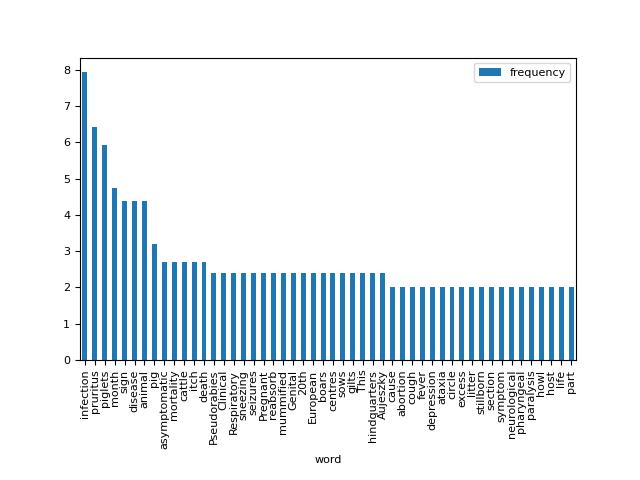 frequency
8
7
6
5
4
3
2
1
0
infection
pruritus
piglets
month
sign
disease
animal
pig
asymptomatic
mortality
cattle
itch
death
Pseudorabies
Clinical
Respiratory
sneezing
seizures
Pregnant
reabsorb
mummified
Genital
20th
European
boars
centres
sows
gilts
This
hindquarters
Aujeszky
cause
abortion
cough
fever
depression
ataxia
circle
excess
litter
stillborn
section
symptom
neurological
pharyngeal
paralysis
howl
host
life
part
word